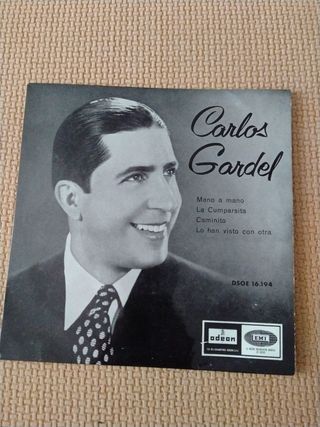 Carlos
Gardel
Mano a mano
La Cumparsita
Caminito
Lo han visto con otra
DSOE 16.194
odeon
EMI